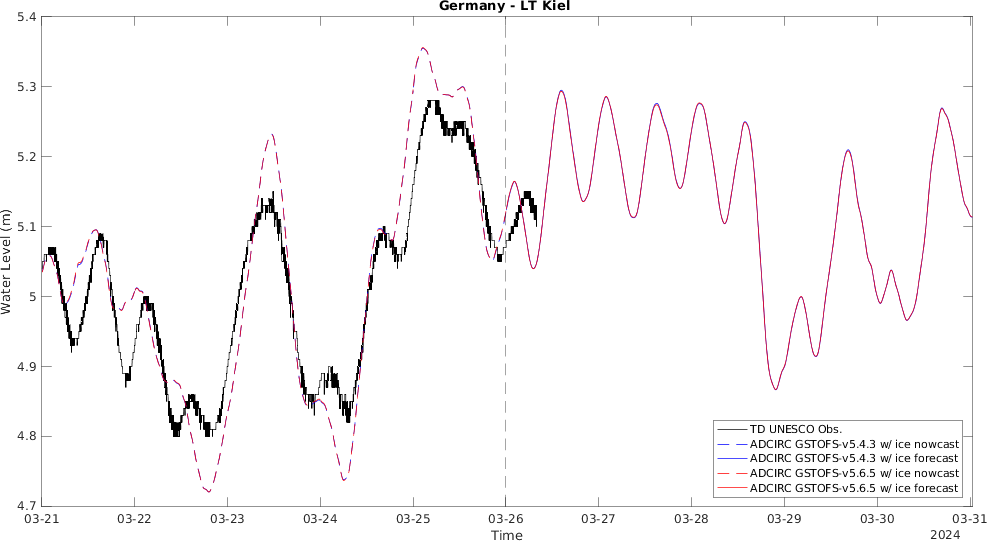 Germany - LT Kiel
5.4
5.3
5.2
5.1
5
4.9
4.8
4.7
Water Level (m)
03-21
03-22
03-23
03-24
03-25
03-26
03-27
03-28
03-29
03-30
03-31
Time
2024
TD UNESCO Obs.
ADCIRC GSTOFS-v5.4.3 w/ ice nowcast
ADCIRC GSTOFS-v5.4.3 w/ ice forecast
ADCIRC GSTOFS-v5.6.5 w/ ice nowcast
ADCIRC GSTOFS-v5.6.5 w/ ice forecast